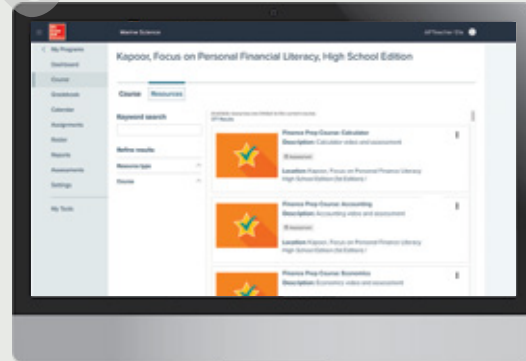 Marine Science
My Programs
Dashboard
Course
Gradebook
Calendar
Assignments
Notes
Reports
Assessments
Settings
My Tools
Kapoor, Focus on Personal Financial Literacy, High School Edition
Course Resources
Keyword search
Refine results
Resource type
Course
Finance Prep Course: Calculator
Description: Calculator video and assessment
Assessment
Location: Kapoor, Focus on Personal Finance Literacy
High School Edition
Finance Prep Course: Accounting
Description: Accounting video and assessment
Assessment
Location: Kapoor, Focus on Personal Finance Literacy
High School Edition
Finance Prep Course: Economics
Description: Economics video and assessment